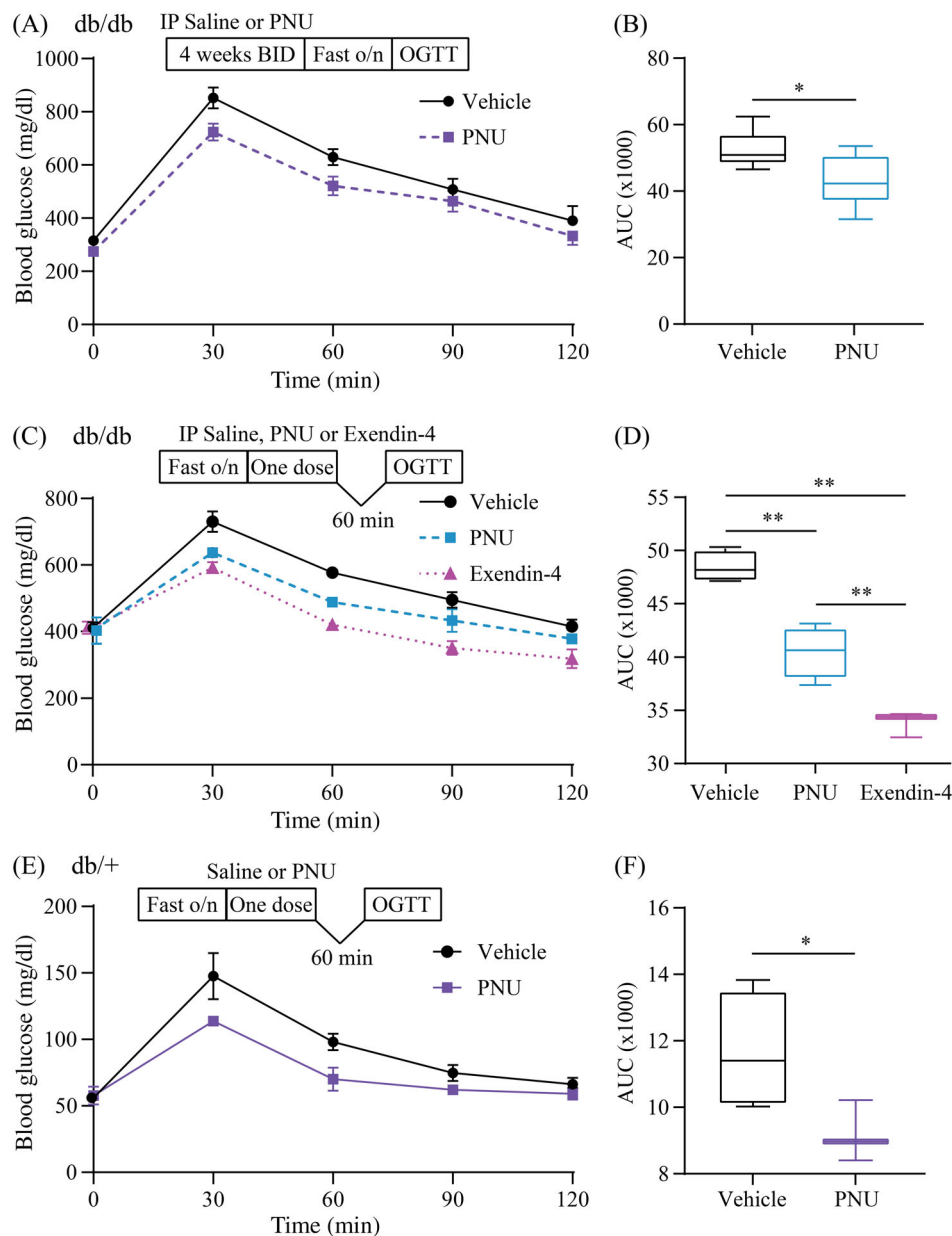 (A) db/db
IP Saline or PNU
4 weeks BID Fast o/n OGTT
Blood glucose (mg/dl)
1000
800
600
400
200
0
Vehicle
PNU
0 30 60 90 120
Time (min)
(B)
*
AUC (x1000)
80
60
40
20
0
Vehicle PNU
(C) db/db
IP Saline, PNU or Exendin-4
Fast o/n One dose OGTT
60 min
Blood glucose (mg/dl)
800
600
400
200
0
Vehicle
PNU
Exendin-4
0 30 60 90 120
Time (min)
(D)
**
**
**
AUC (x1000)
55
50
45
40
35
30
Vehicle PNU Exendin-4
(E) db/+
Saline or PNU
Fast o/n One dose OGTT
60 min
Blood glucose (mg/dl)
200
150
100
50
0
Vehicle
PNU
0 30 60 90 120
Time (min)
(F)
*
AUC (x1000)
16
14
12
10
8
Vehicle PNU